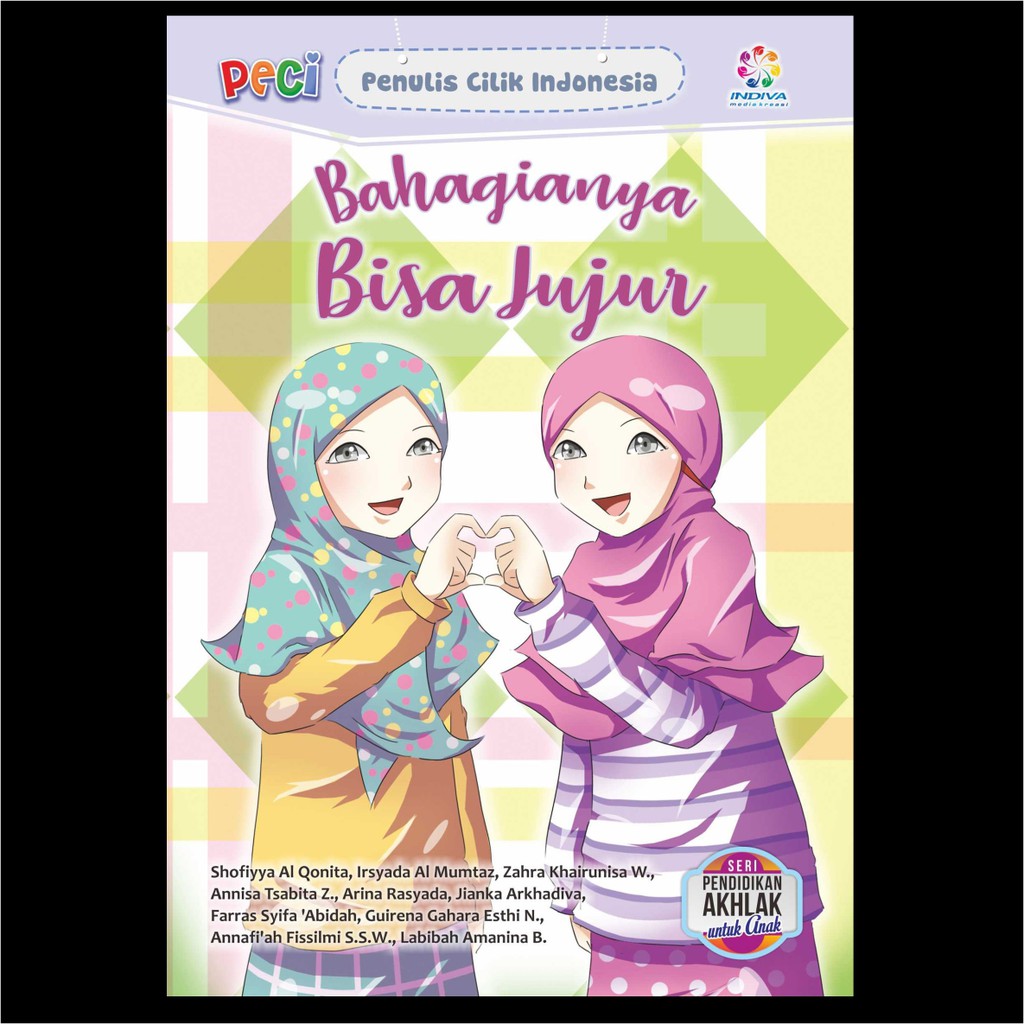 Peci
Penulis Cilik Indonesia
INDIVA
mediakreasi
Bahagianya
Bisa Jujur
Shofiyya Al Qonita, Irsyada Al Mumtaz, Zahra Khairunisa W.,
Annisa Tsabita Z., Arina Rasyada, Jianka Arkhadiva,
Farras Syifa 'Abidah, Guirena Gahara Esthi N.,
Annafi'ah Fissilmi S.S.W., Labibah Amanina B.
SERI
PENDIDIKAN
AKHLAK
untuk Anak